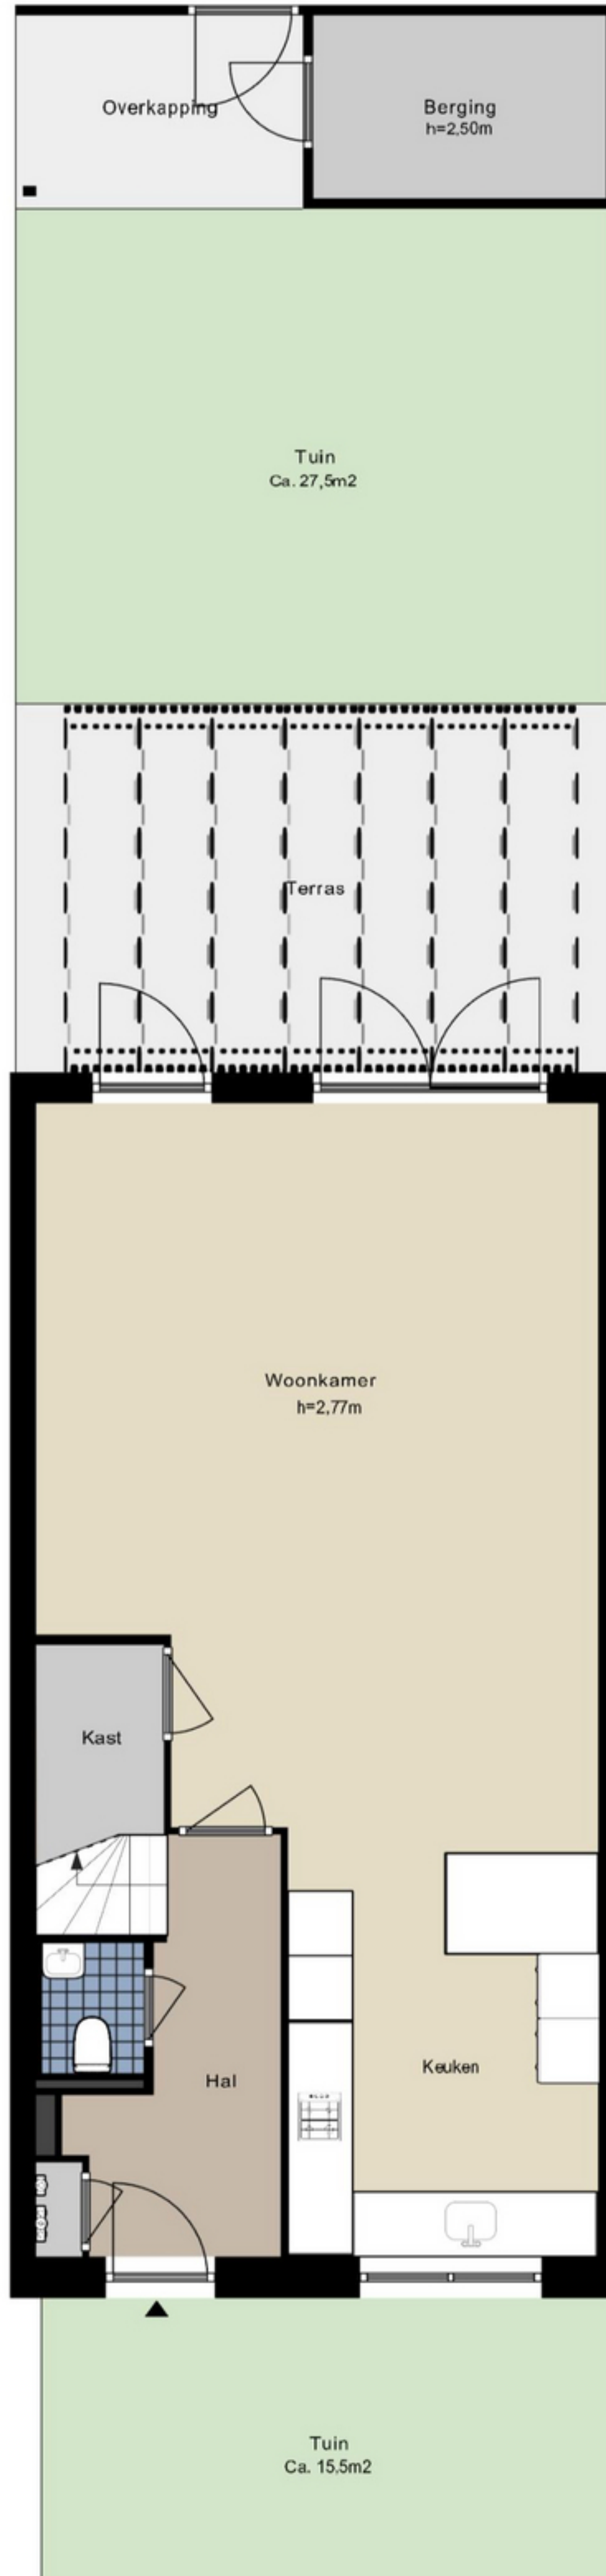 Overkapping
Berging
h=2,50m
Tuin
Ca. 27,5m2
Terras
Woonkamer
h=2,77m
Kast
Keuken
Hal
Tuin
Ca. 15,5m2